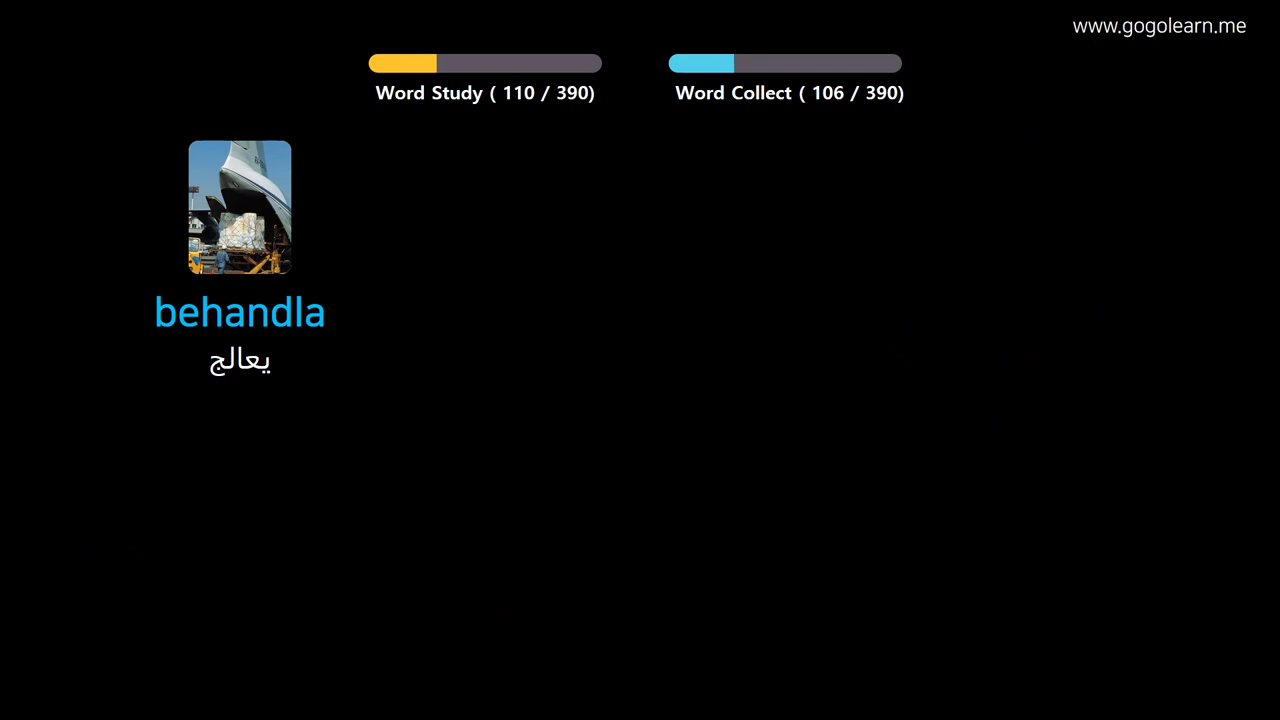 www.gogolearn.me
Word Study ( 110 / 390)
Word Collect ( 106 / 390)
behandla
يعالج